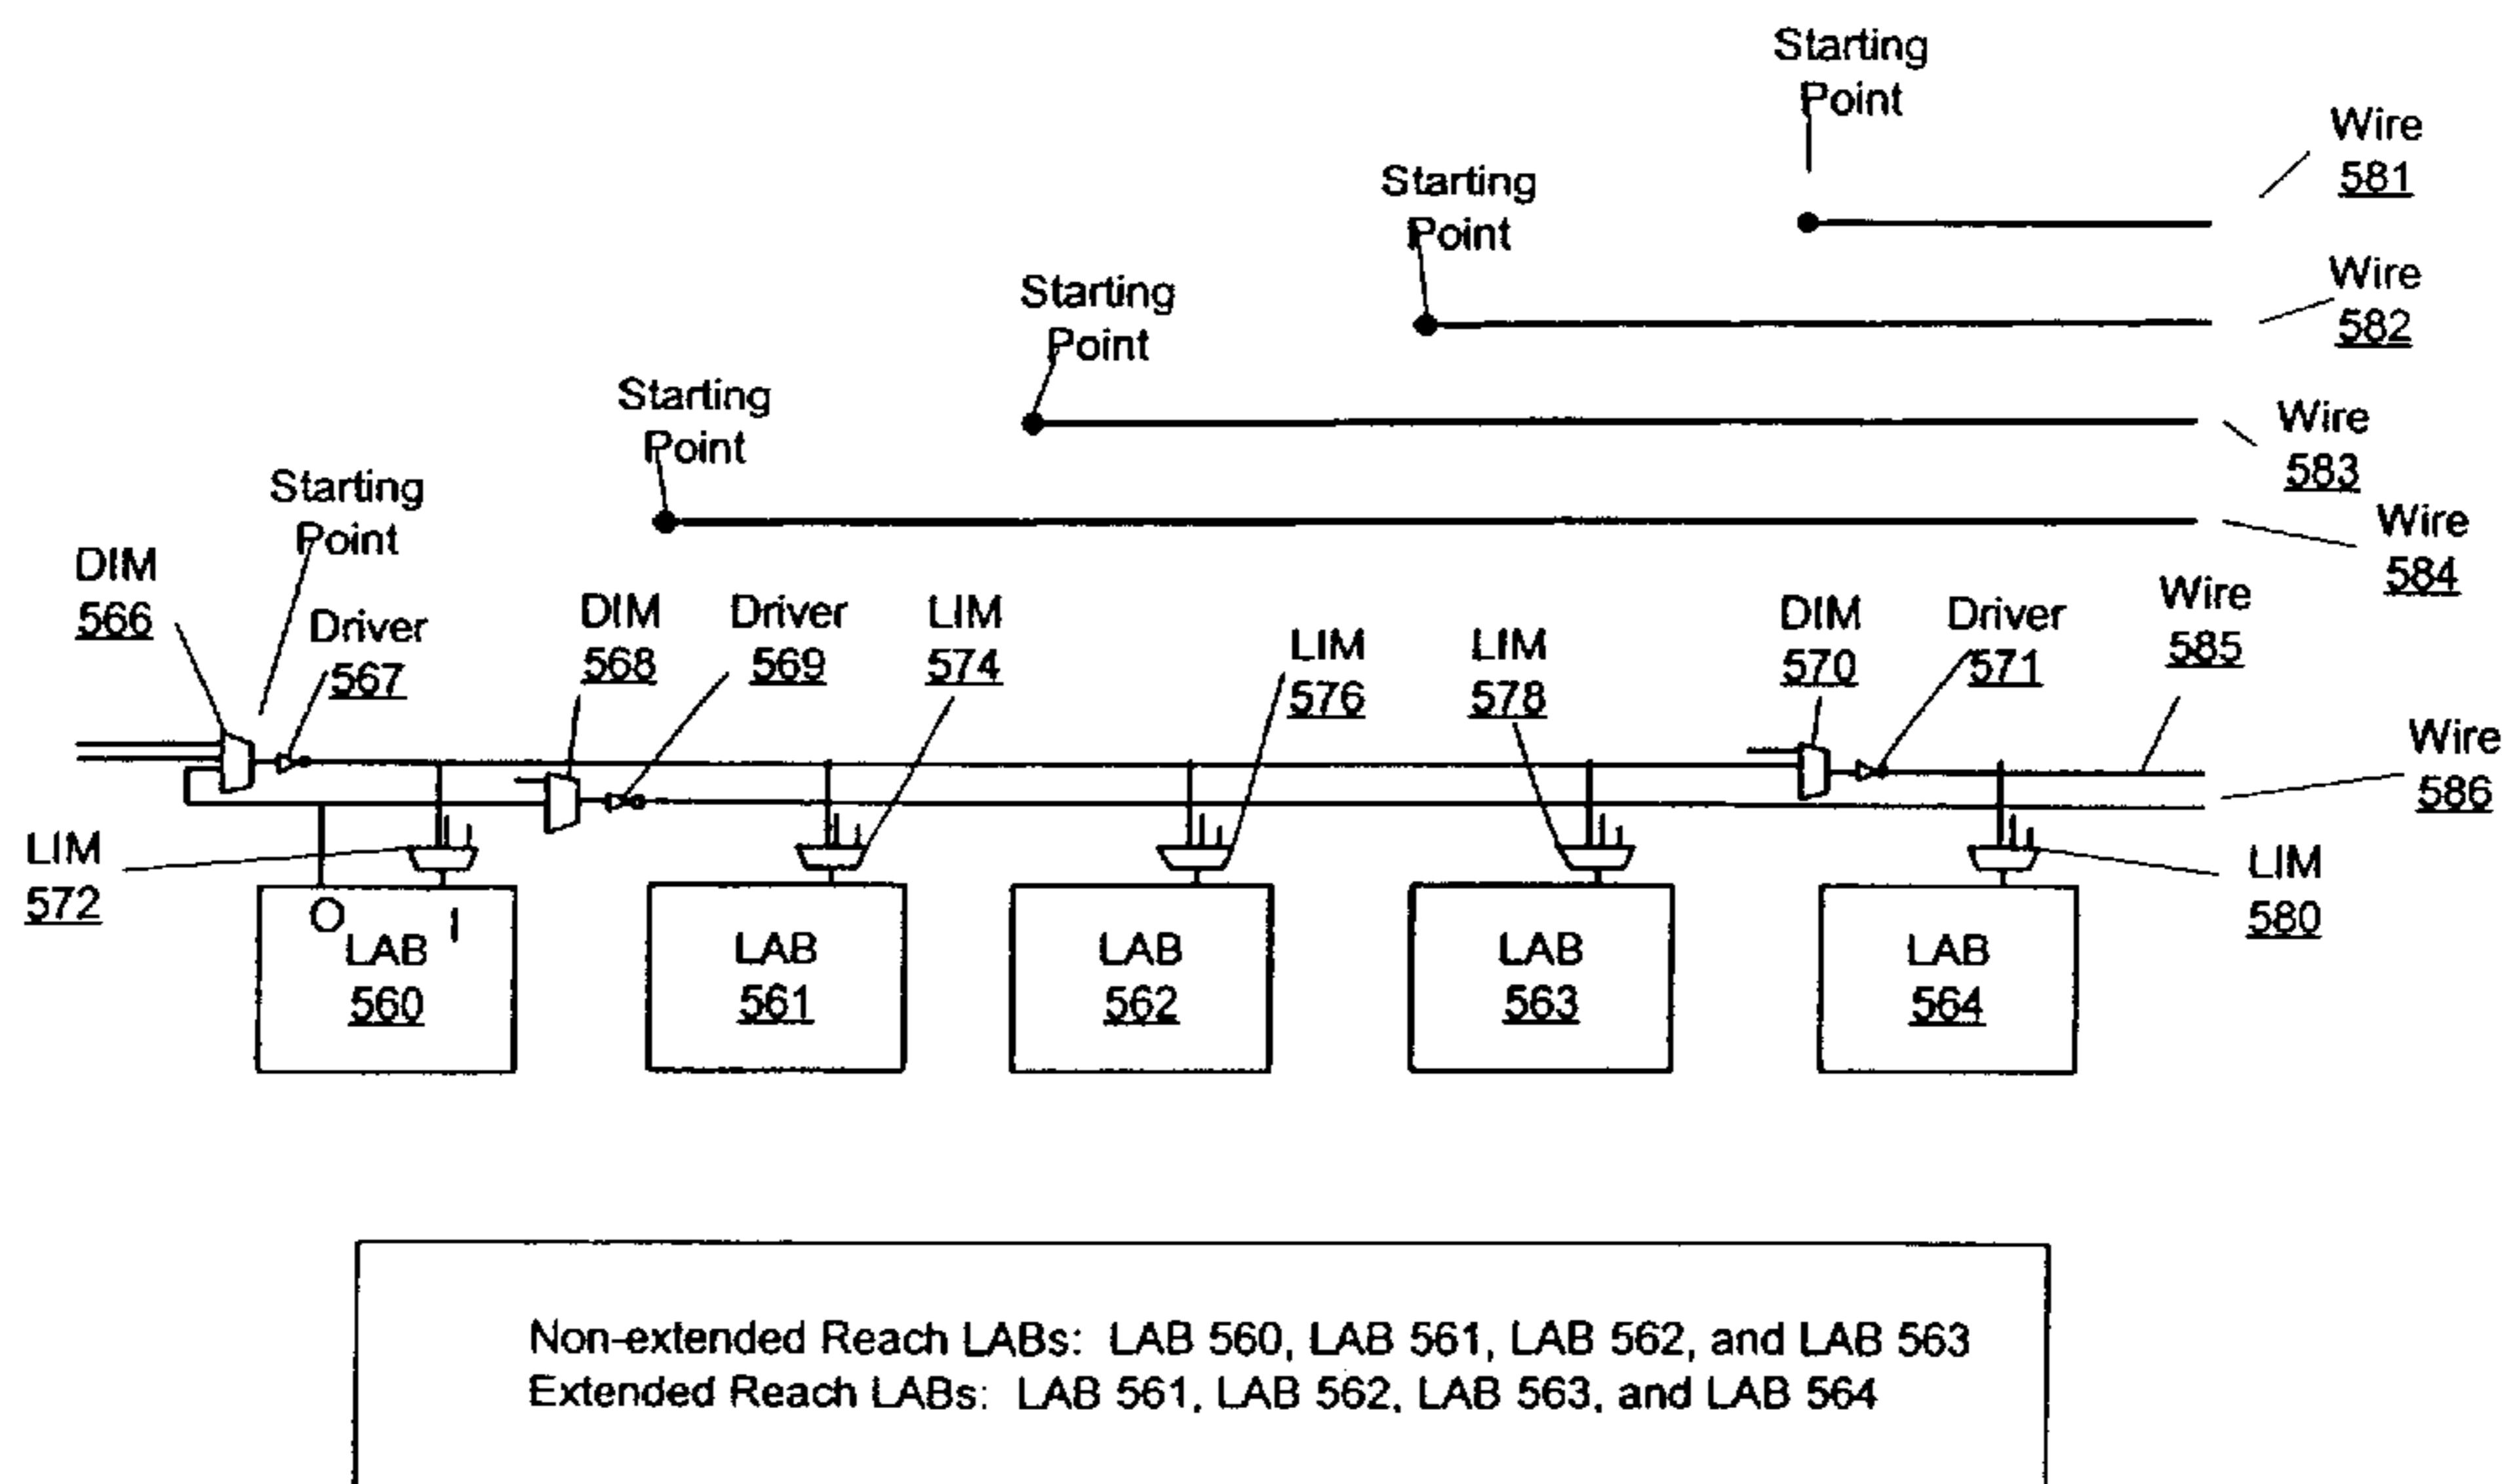 Starting
Point
Wire
581
Starting
Point
Wire
582
Starting
Point
Wire
583
Starting
Point
Wire
584
Starting
Point
DIM
566
Driver
567
DIM
568
Driver
569
LIM
574
LIM
576
LIM
578
DIM
570
Driver
571
Wire
585
Wire
586
LIM
572
LIM
580
O
I
LAB
560
LAB
561
LAB
562
LAB
563
LAB
564
Non-extended Reach LABs: LAB 560, LAB 561, LAB 562, and LAB 563
Extended Reach LABs: LAB 561, LAB 562, LAB 563, and LAB 564